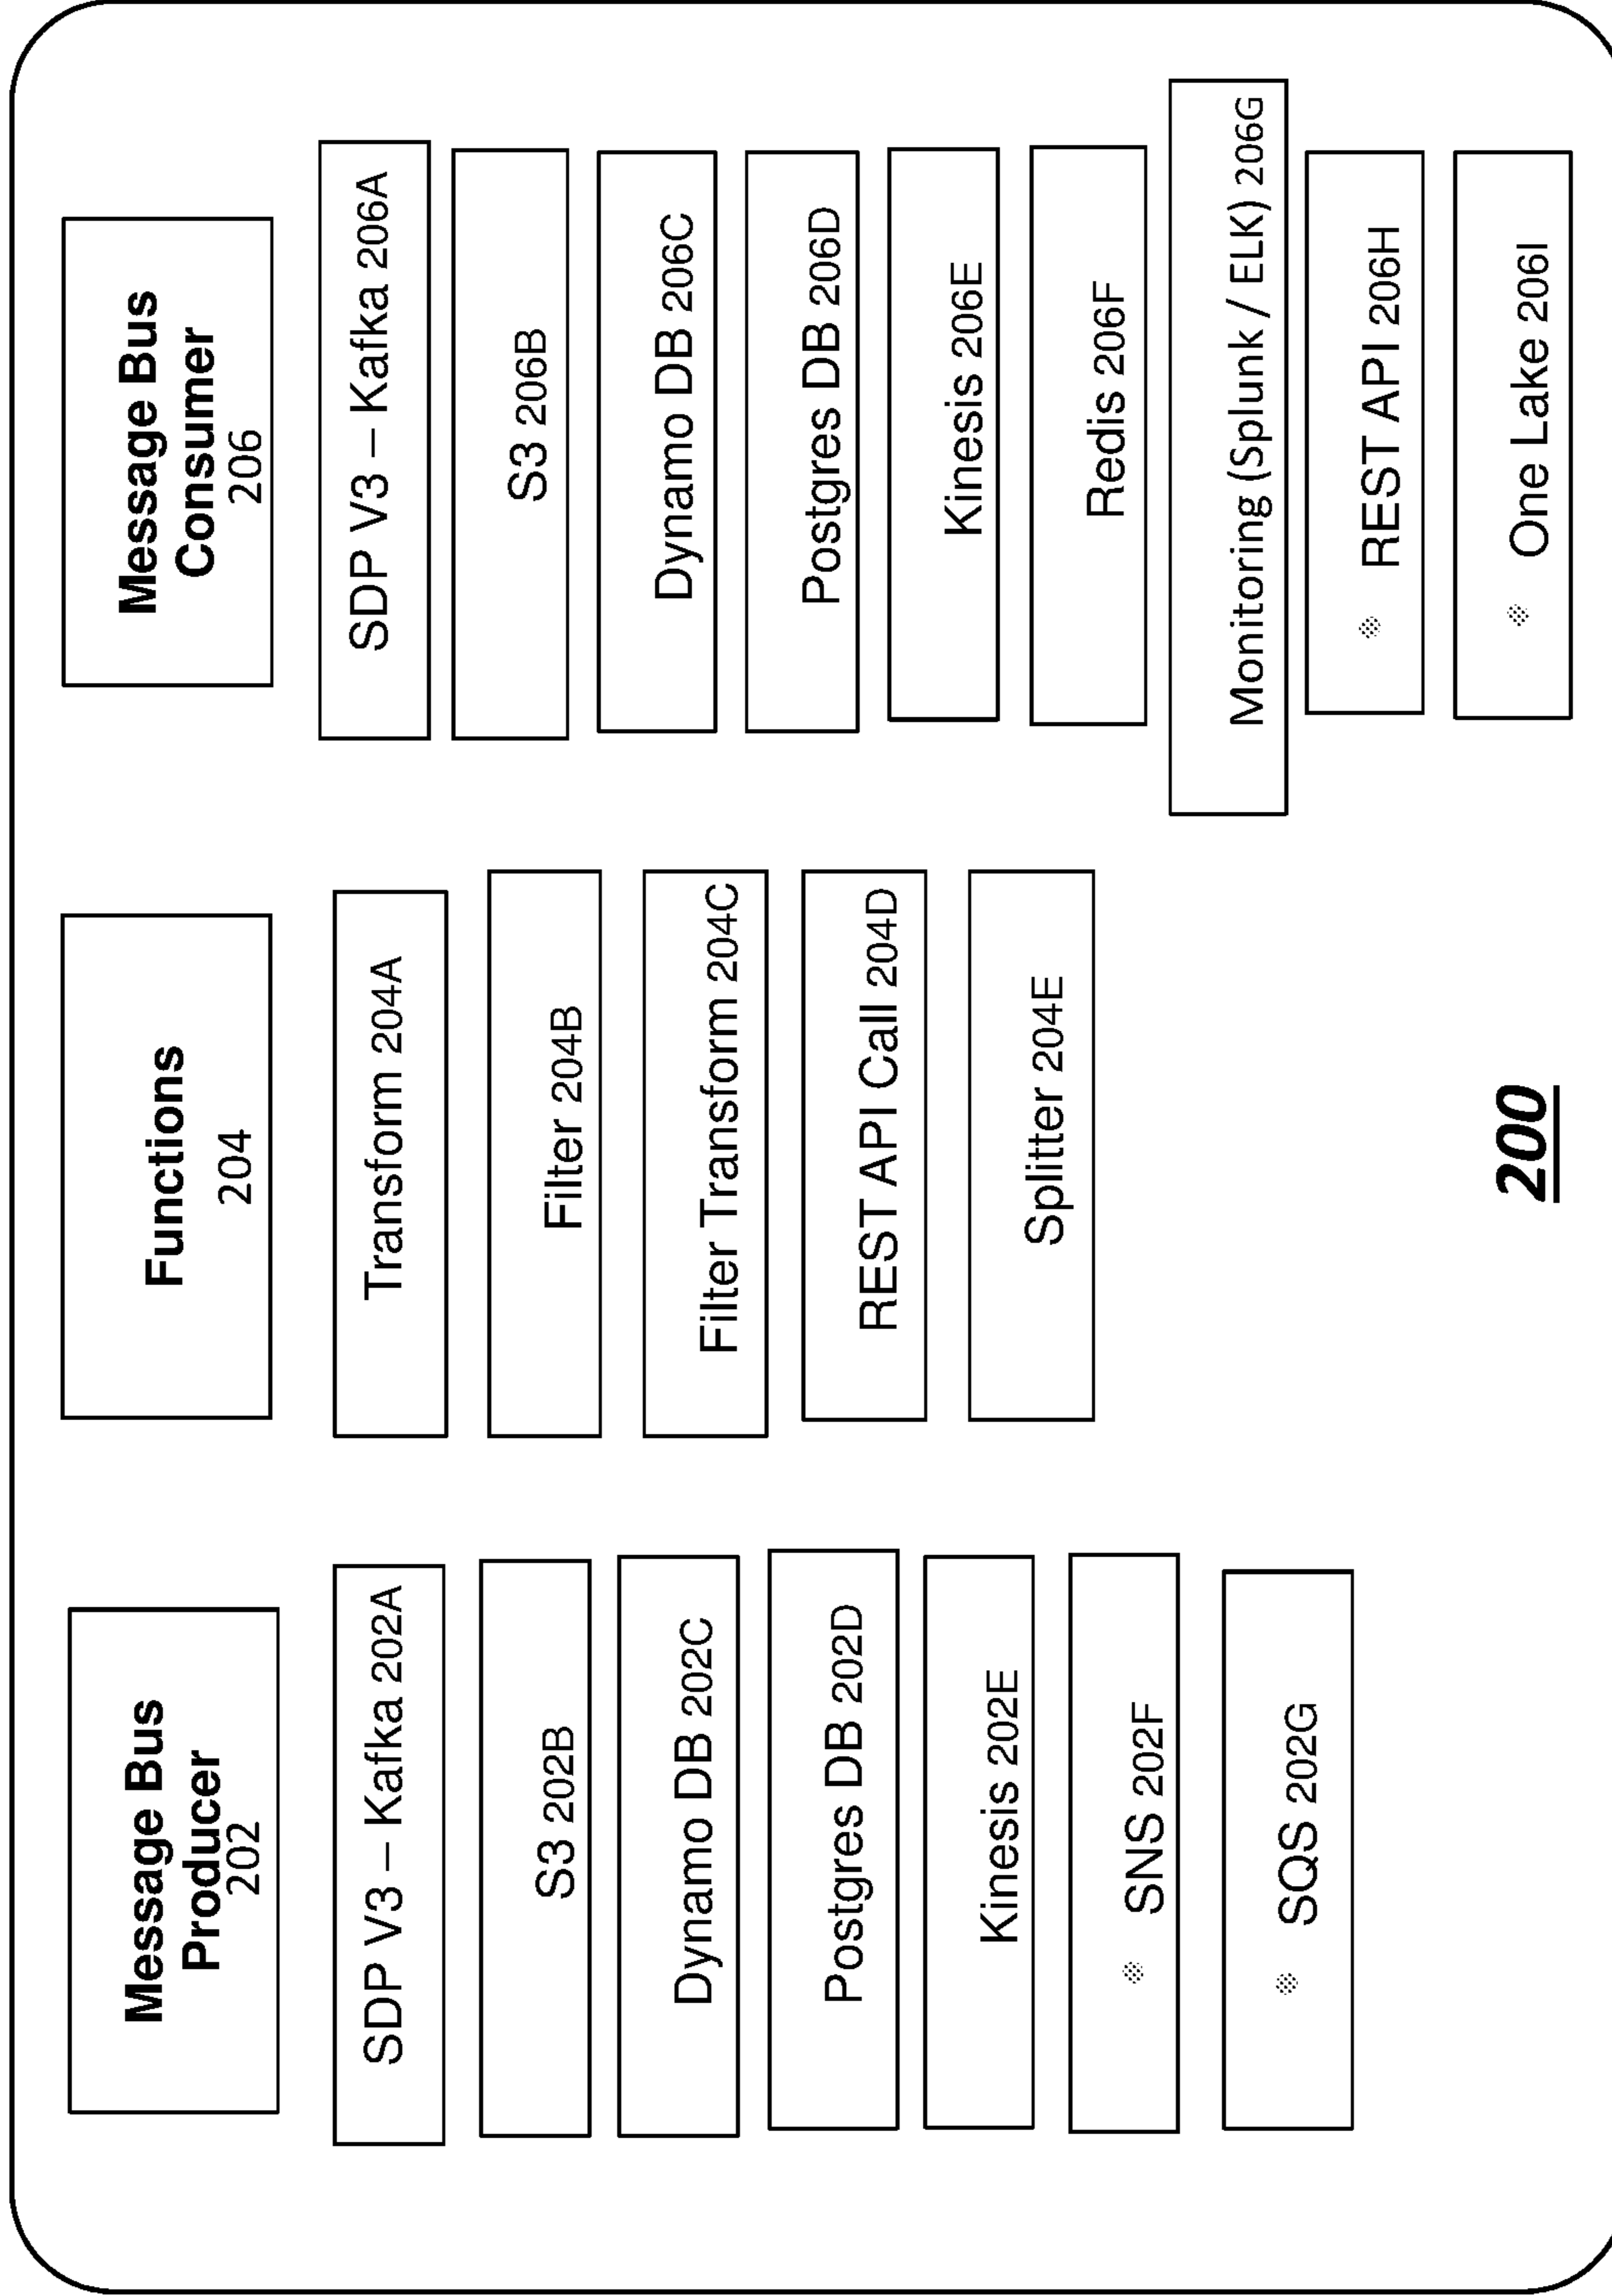 Message Bus
Producer
202
SDP V3 – Kafka 202A
S3 202B
Dynamo DB 202C
Postgres DB 202D
Kinesis 202E
SNS 202F
SQS 202G
Functions
204
Transform 204A
Filter 204B
Filter Transform 204C
REST API Call 204D
Splitter 204E
Message Bus
Consumer
206
SDP V3 – Kafka 206A
S3 206B
Dynamo DB 206C
Postgres DB 206D
Kinesis 206E
Redis 206F
Monitoring (Splunk / ELK) 206G
REST API 206H
One Lake 206I
200